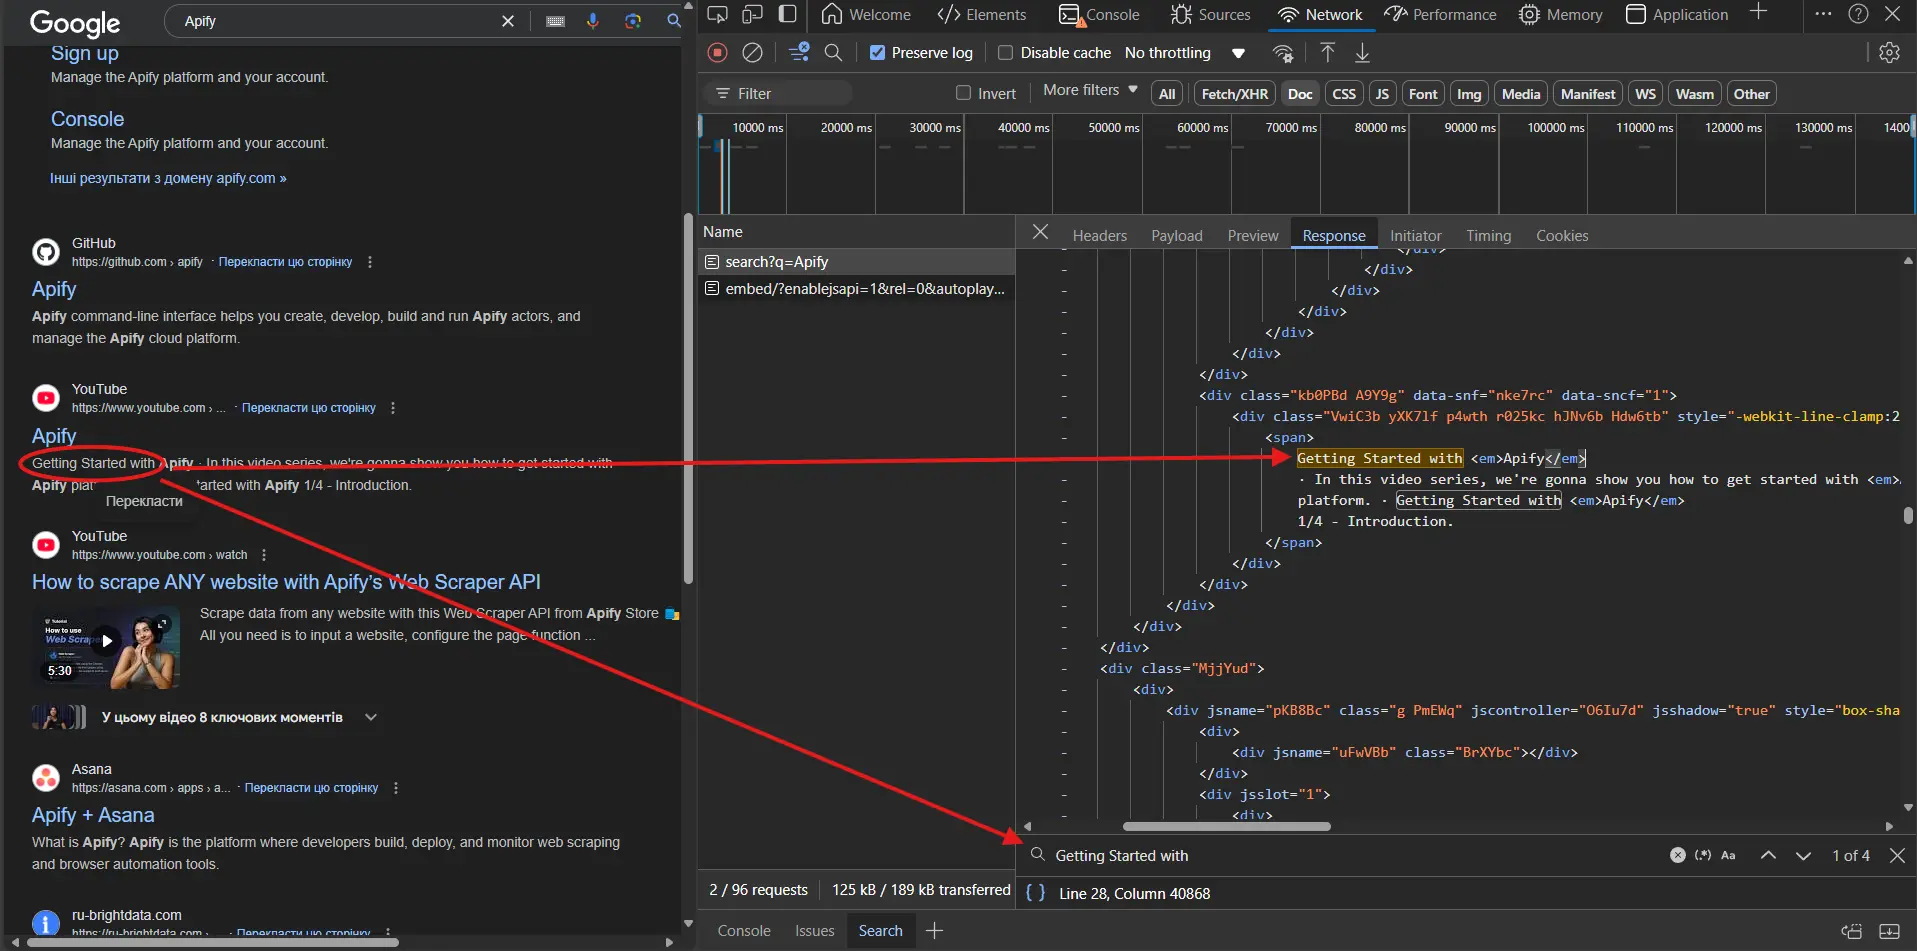 Google
Apify
Sign up
Manage the Apify platform and your account.
Console
Manage the Apify platform and your account.
Інші результати з домену apify.com »
GitHub
https://github.com › apify · Перекласти цю сторінку
Apify
Apify command-line interface helps you create, develop, build and run Apify actors, and
manage the Apify cloud platform.
YouTube
https://www.youtube.com › ... · Перекласти цю сторінку
Apify
Getting Started with Apify · In this video series, we're gonna show you how to get started with
Apify plat
'arted with Apify 1/4 - Introduction.
Перекласти
YouTube
https://www.youtube.com › watch
How to scrape ANY website with Apify's Web Scraper API
Tutorial
How to use
Web Scrape
5:30
Scrape data from any website with this Web Scraper API from Apify Store
All you need is to input a website, configure the page function ...
У цьому відео 8 ключових моментів
Asana
https://asana.com › apps › a... · Перекласти цю сторінку
Apify + Asana
What is Apify? Apify is the platform where developers build, deploy, and monitor web scraping
and browser automation tools.
ru-brightdata.com
https://ru-brightdata.com › ... · Перекласти цю сторінку
Welcome Elements Console Sources Network Performance Memory Application
Preserve log Disable cache No throttling
Filter Invert More filters All Fetch/XHR Doc CSS JS Font Img Media Manifest WS Wasm Other
10000 ms 20000 ms 30000 ms 40000 ms 50000 ms 60000 ms 70000 ms 80000 ms 90000 ms 100000 ms 110000 ms 120000 ms 130000 ms 1400
Name
search?q=Apify
embed/?enablejsapi=1&rel=0&autoplay...
Headers Payload Preview Response Initiator Timing Cookies
</div>
</div>
</div>
</div>
</div>
</div>
</div>
<div class="kb0PBd A9Y9g" data-snf="nke7rc" data-sncf="1">
<div class="VwiC3b yXK7lf p4wth r025kc hJNv6b Hdw6tb" style="-webkit-line-clamp:2
<span>
Getting Started with <em>Apify</em>
· In this video series, we're gonna show you how to get started with <em>
platform. · Getting Started with <em>Apify</em>
1/4 - Introduction.
</span>
</div>
</div>
</div>
</div>
</div>
<div class="MjjYud">
<div>
<div jsname="pKB8Bc" class="g PmEWq" jscontroller="O6Iu7d" jsshadow="true" style="box-sha
<div>
<div jsname="uFwVBb" class="BrXYbc"></div>
</div>
<div jsslot="1">
<div>
Getting Started with (.*) Aa 1 of 4
2 / 96 requests 125 kB / 189 kB transferred
{ } Line 28, Column 40868
Console Issues Search